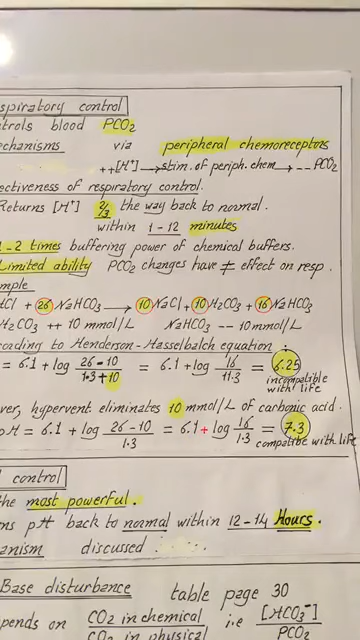 spiratory control
trols blood PCO2
echanisms via peripheral chemoreceptors
++[H+] → stim. of periph. chem → -- PCO2
ectiveness of respiratory control.
Returns [H+] 2/3 the way back to normal.
within 1-12 minutes
1-2 times buffering power of chemical buffers.
Limited ability PCO2 changes have ≠ effect on resp.
mple
HCl + 26 NaHCO3 → 10 NaCl + 10 H2CO3 + 16 NaHCO3
H2CO3 ++ 10 mmol/L NaHCO3 -- 10 mmol/L
cording to Henderson-Hasselbalch equation :
= 6.1 + log 26-10 / 1.3+10 = 6.1 + log 16 / 11.3 = 6.25
incompatible with life
ver, hypervent eliminates 10 mmol/L of carbonic acid.
pH = 6.1 + log 26-10 / 1.3 = 6.1 + log 16 / 1.3 = 7.3
compatible with life
l control
the most powerful.
ns pH back to normal within 12-14 Hours.
anism discussed
Base disturbance table page 30
pends on CO2 in chemical / CO2 in physical i.e [HCO3-] / PCO2